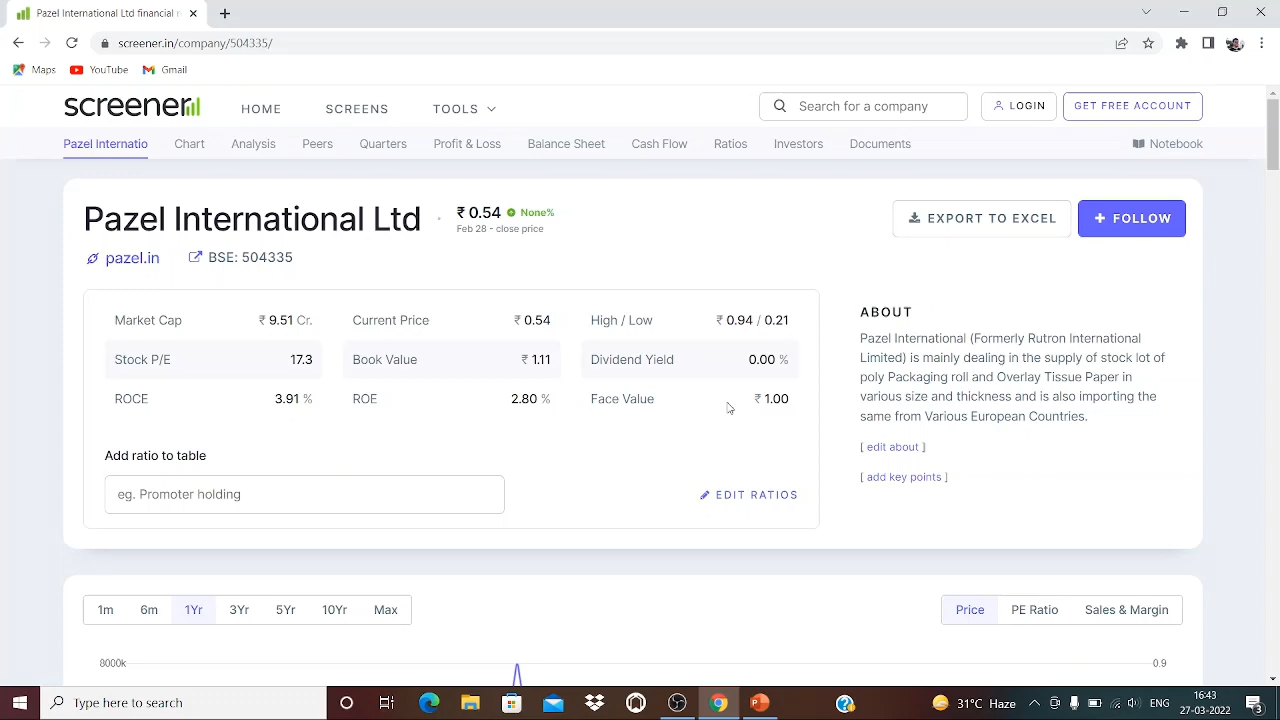 Pazel International Ltd financial r
screener.in/company/504335/
Maps YouTube Gmail
screener HOME SCREENS TOOLS Search for a company LOGIN GET FREE ACCOUNT
Pazel Internatio Chart Analysis Peers Quarters Profit & Loss Balance Sheet Cash Flow Ratios Investors Documents Notebook
Pazel International Ltd ₹ 0.54 None% EXPORT TO EXCEL FOLLOW
Feb 28 - close price
pazel.in BSE: 504335
Market Cap ₹ 9.51 Cr. Current Price ₹ 0.54 High / Low ₹ 0.94 / 0.21
Stock P/E 17.3 Book Value ₹ 1.11 Dividend Yield 0.00 %
ROCE 3.91 % ROE 2.80 % Face Value ₹ 1.00
Add ratio to table
eg. Promoter holding EDIT RATIOS
ABOUT
Pazel International (Formerly Rutron International
Limited) is mainly dealing in the supply of stock lot of
poly Packaging roll and Overlay Tissue Paper in
various size and thickness and is also importing the
same from Various European Countries.
[ edit about ]
[ add key points ]
1m 6m 1Yr 3Yr 5Yr 10Yr Max Price PE Ratio Sales & Margin
8000k 0.9
Type here to search 31°C Haze ENG 16:43
27-03-2022